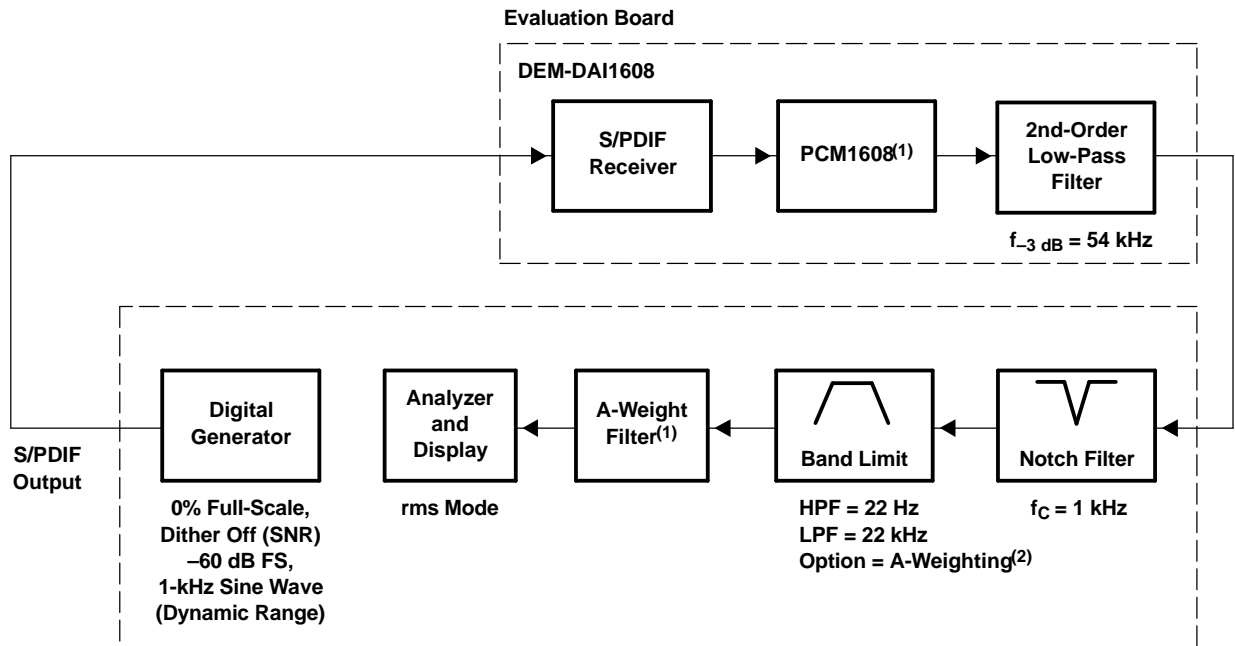 Evaluation Board
DEM-DAI1608
S/PDIF
Receiver
PCM1608(1)
2nd-Order
Low-Pass
Filter
f–3 dB = 54 kHz
S/PDIF
Output
Digital
Generator
0% Full-Scale,
Dither Off (SNR)
–60 dB FS,
1-kHz Sine Wave
(Dynamic Range)
Analyzer
and
Display
rms Mode
A-Weight
Filter(1)
Band Limit
HPF = 22 Hz
LPF = 22 kHz
Option = A-Weighting(2)
Notch Filter
fC = 1 kHz